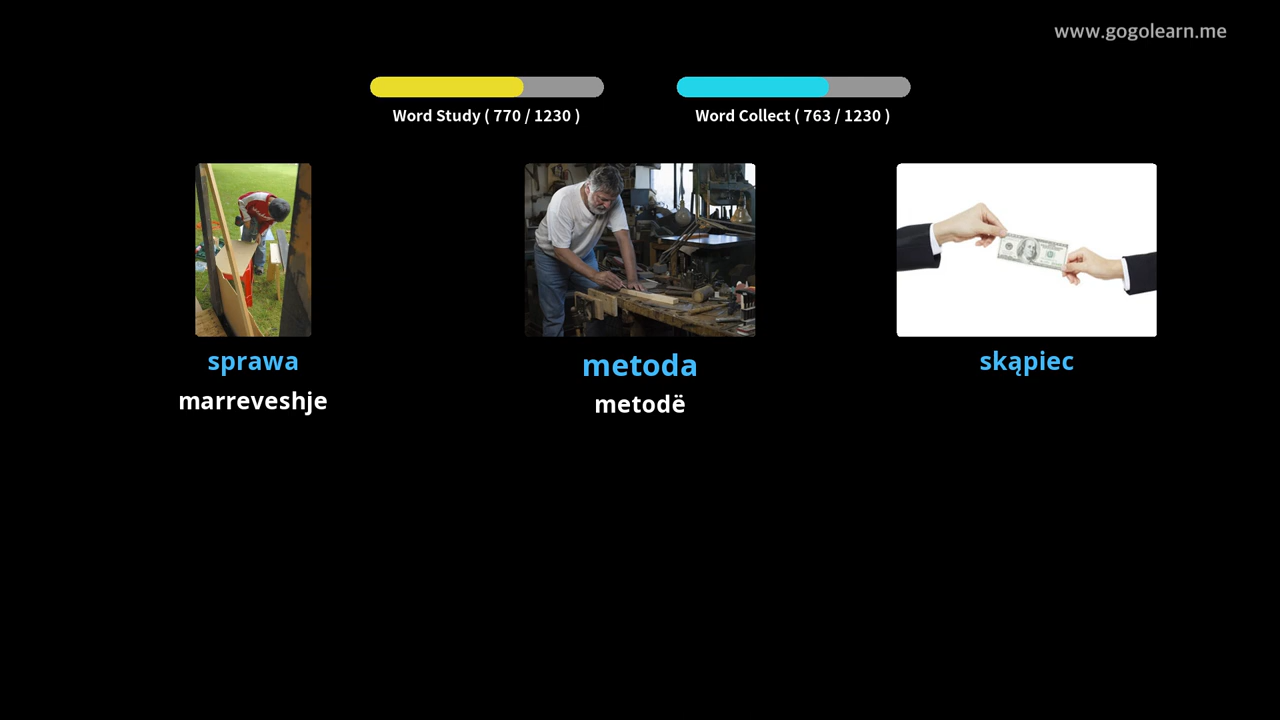 www.gogolearn.me
Word Study ( 770 / 1230 )
Word Collect ( 763 / 1230 )
sprawa
marreveshje
metoda
metodë
skąpiec